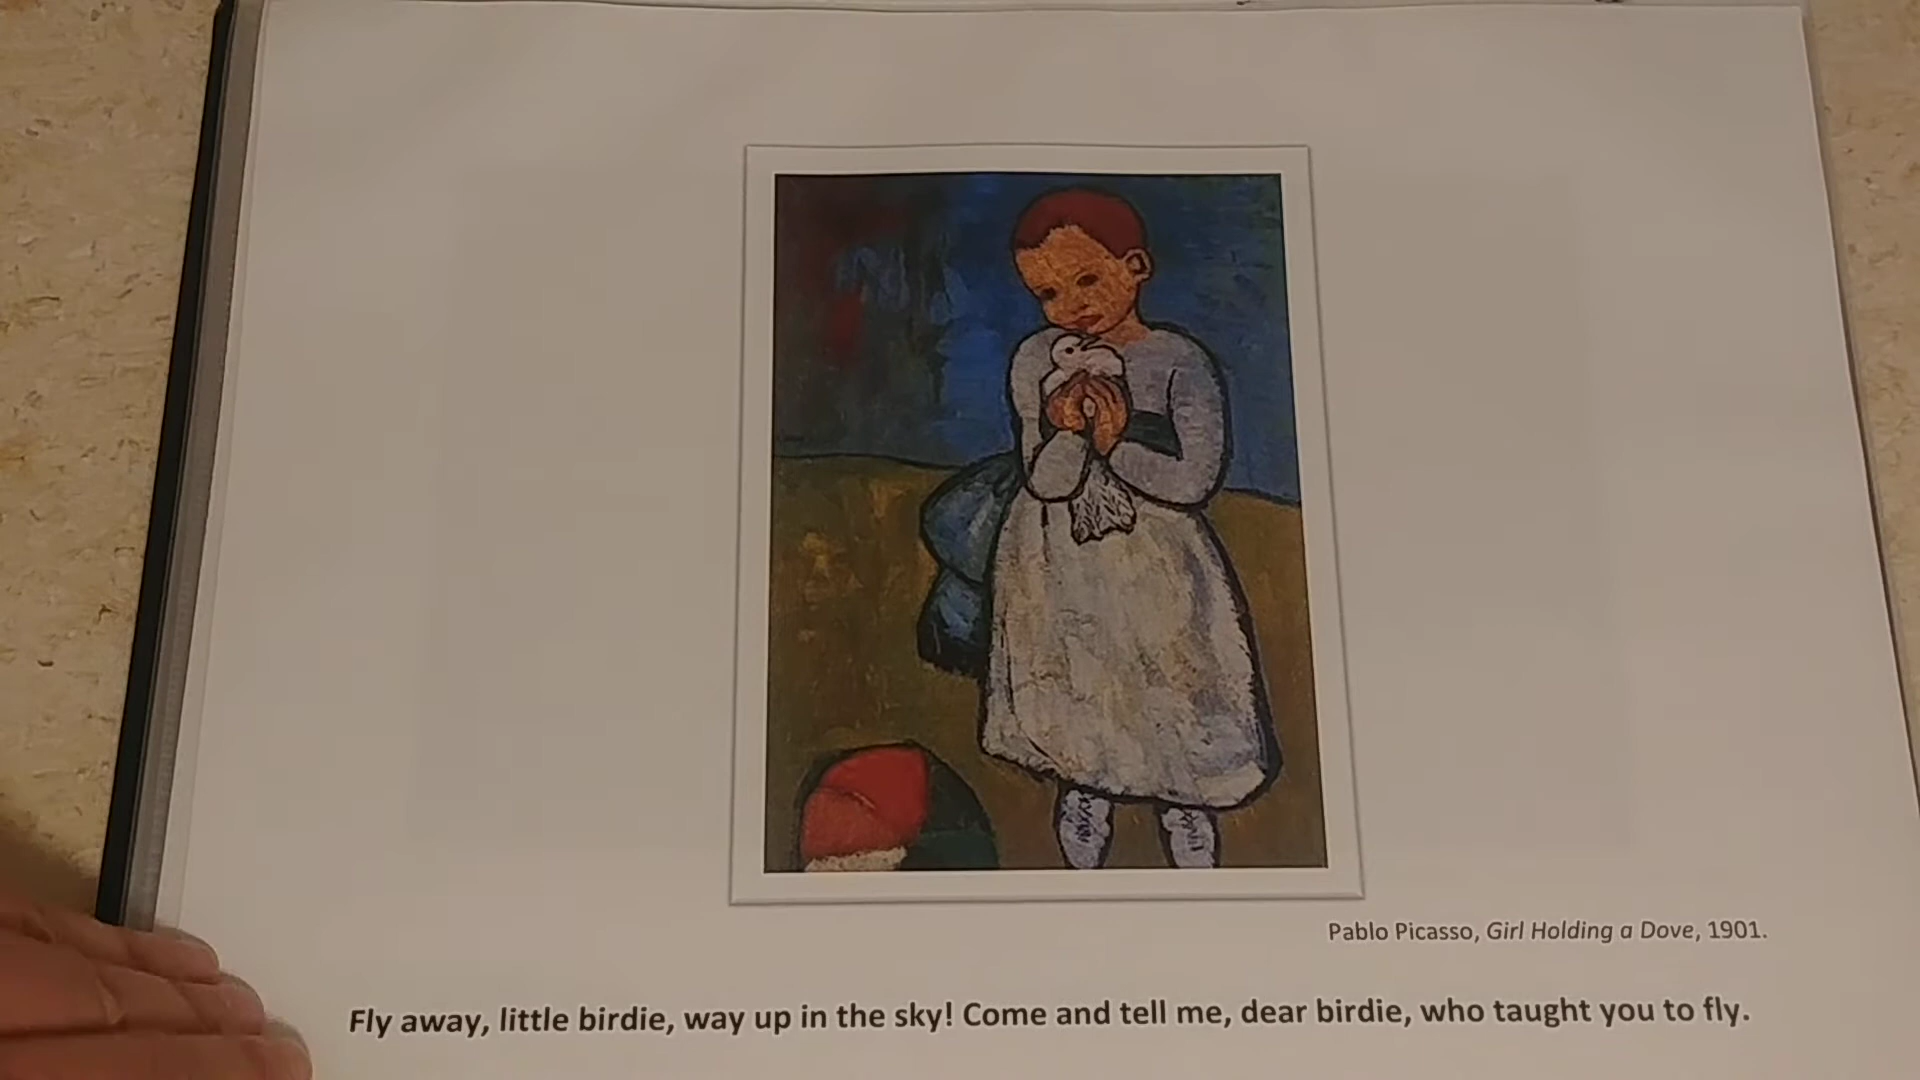 Pablo Picasso, Girl Holding a Dove, 1901.
Fly away, little birdie, way up in the sky! Come and tell me, dear birdie, who taught you to fly.